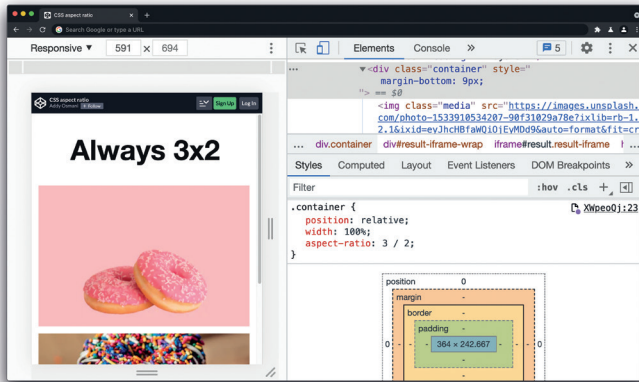 CSS aspect ratio
Search Google or type a URL
Responsive ▼ 591 × 694
Elements Console » 5
CSS aspect ratio
Addy Osmani + Follow
Sign Up Log In
Always 3x2
... ▼<div class="container" style="
margin-bottom: 9px;
"> == $0
<img class="media" src="https://images.unsplash.
com/photo-1533910534207-90f31029a78e?ixlib=rb-1.
2.1&ixid=eyJhcHBfaWQiOjEyMDd9&auto=format&fit=cr
... div.container div#result-iframe-wrap iframe#result.result-iframe ...
Styles Computed Layout Event Listeners DOM Breakpoints »
Filter :hov .cls +
.container { XWpeoQj:23
position: relative;
width: 100%;
aspect-ratio: 3 / 2;
}
position 0
margin -
border -
padding -
0 - - - 364 × 242.667 - - - 0
-
-